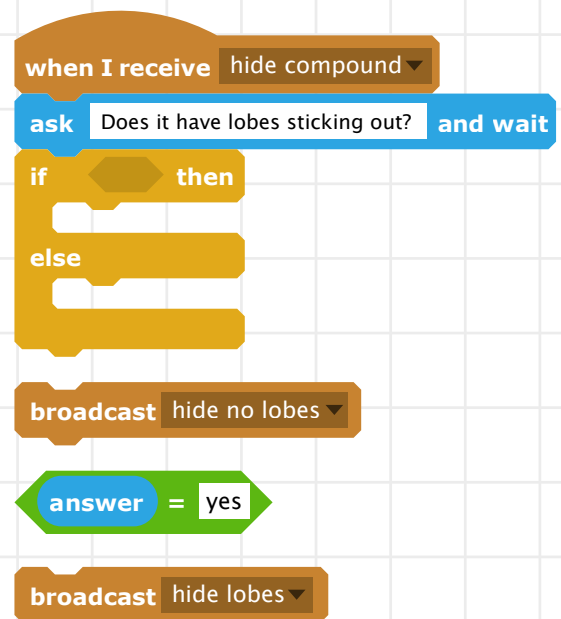 when I receive hide compound
ask Does it have lobes sticking out? and wait
if then
else
broadcast hide no lobes
answer = yes
broadcast hide lobes